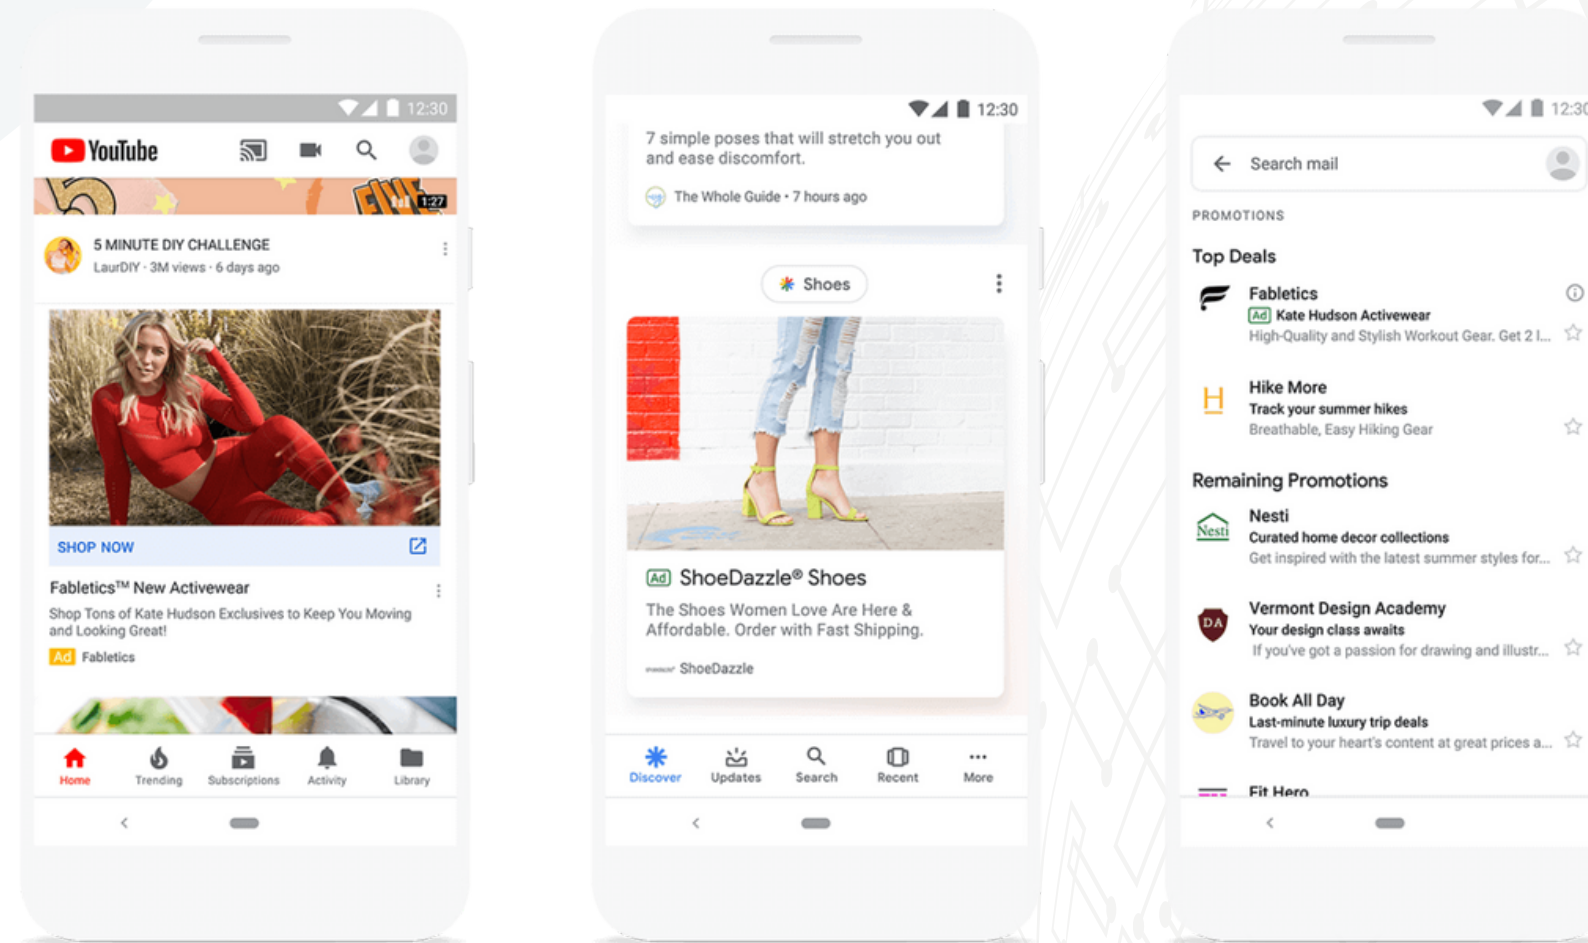 12:30
YouTube
5
FIVE
1:27
5 MINUTE DIY CHALLENGE
LaurDIY · 3M views · 6 days ago
SHOP NOW
Fabletics™ New Activewear
Shop Tons of Kate Hudson Exclusives to Keep You Moving
and Looking Great!
Ad Fabletics
Home Trending Subscriptions Activity Library
12:30
7 simple poses that will stretch you out
and ease discomfort.
The Whole Guide • 7 hours ago
Shoes
Ad ShoeDazzle® Shoes
The Shoes Women Love Are Here &
Affordable. Order with Fast Shipping.
ShoeDazzle
Discover Updates Search Recent More
12:30
Search mail
PROMOTIONS
Top Deals
Fabletics
Ad Kate Hudson Activewear
High-Quality and Stylish Workout Gear. Get 2 l...
H
Hike More
Track your summer hikes
Breathable, Easy Hiking Gear
Remaining Promotions
Nesti
Nesti
Curated home decor collections
Get inspired with the latest summer styles for...
DA
Vermont Design Academy
Your design class awaits
If you've got a passion for drawing and illustr...
Book All Day
Last-minute luxury trip deals
Travel to your heart's content at great prices a...
Fit Hero